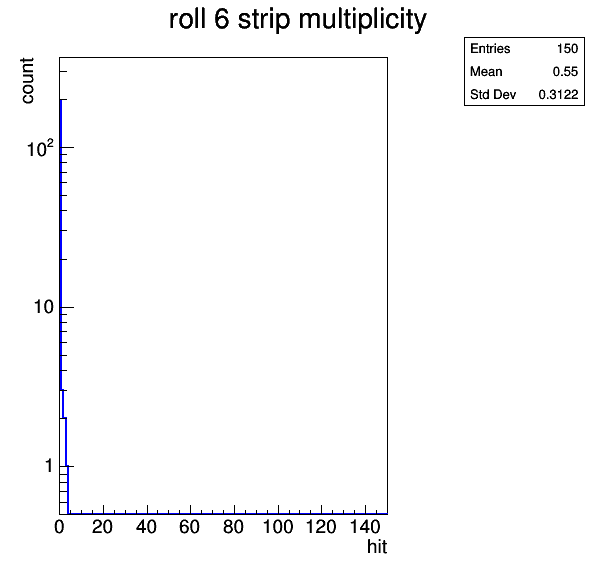 roll 6 strip multiplicity
Entries 150
Mean 0.55
Std Dev 0.3122
count
10²
10
1
0 20 40 60 80 100 120 140
hit